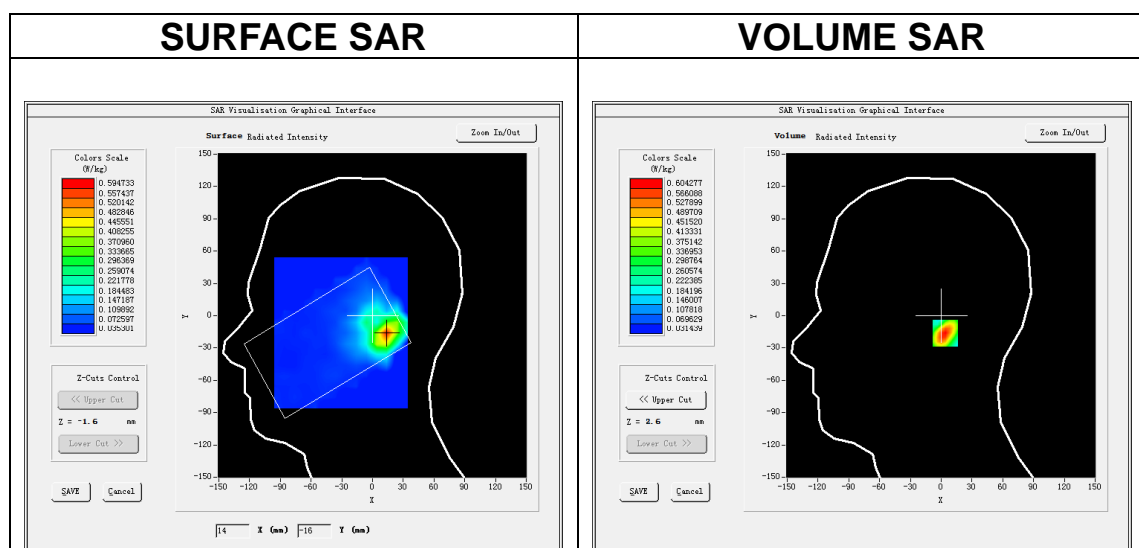 SURFACE SAR
VOLUME SAR
SAR Visualisation Graphical Interface
Surface Radiated Intensity
Zoom In/Out
Colors Scale
(W/kg)
0.594733
0.557437
0.520142
0.482846
0.445551
0.408255
0.370960
0.333665
0.296369
0.259074
0.221778
0.184483
0.147187
0.109892
0.072597
0.035301
150
120
90
60
30
0
-30
-60
-90
-120
-150
Y
-150 -120 -90 -60 -30 0 30 60 90 120 150
X
Z-Cuts Control
<< Upper Cut
Z = -1.6 mm
Lower Cut >>
SAVE Cancel
14 X (mm) -16 Y (mm)
SAR Visualisation Graphical Interface
Volume Radiated Intensity
Zoom In/Out
Colors Scale
(W/kg)
0.604277
0.566088
0.527899
0.489709
0.451520
0.413331
0.375142
0.336953
0.298764
0.260574
0.222385
0.184196
0.146007
0.107818
0.069629
0.031439
150
120
90
60
30
0
-30
-60
-90
-120
-150
Y
-150 -120 -90 -60 -30 0 30 60 90 120 150
X
Z-Cuts Control
<< Upper Cut
Z = 2.6 mm
Lower Cut >>
SAVE Cancel